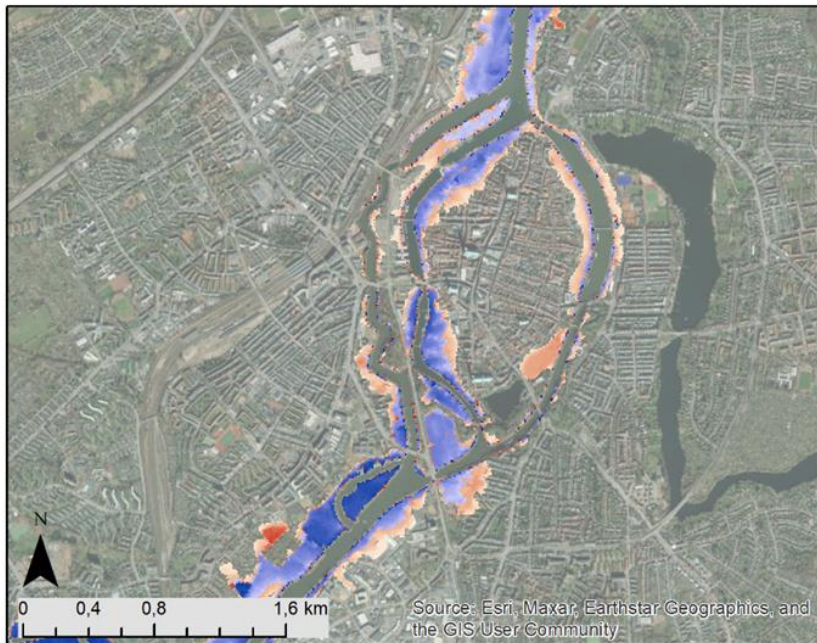 N
0 0,4 0,8 1,6 km
Source: Esri, Maxar, Earthstar Geographics, and
the GIS User Community